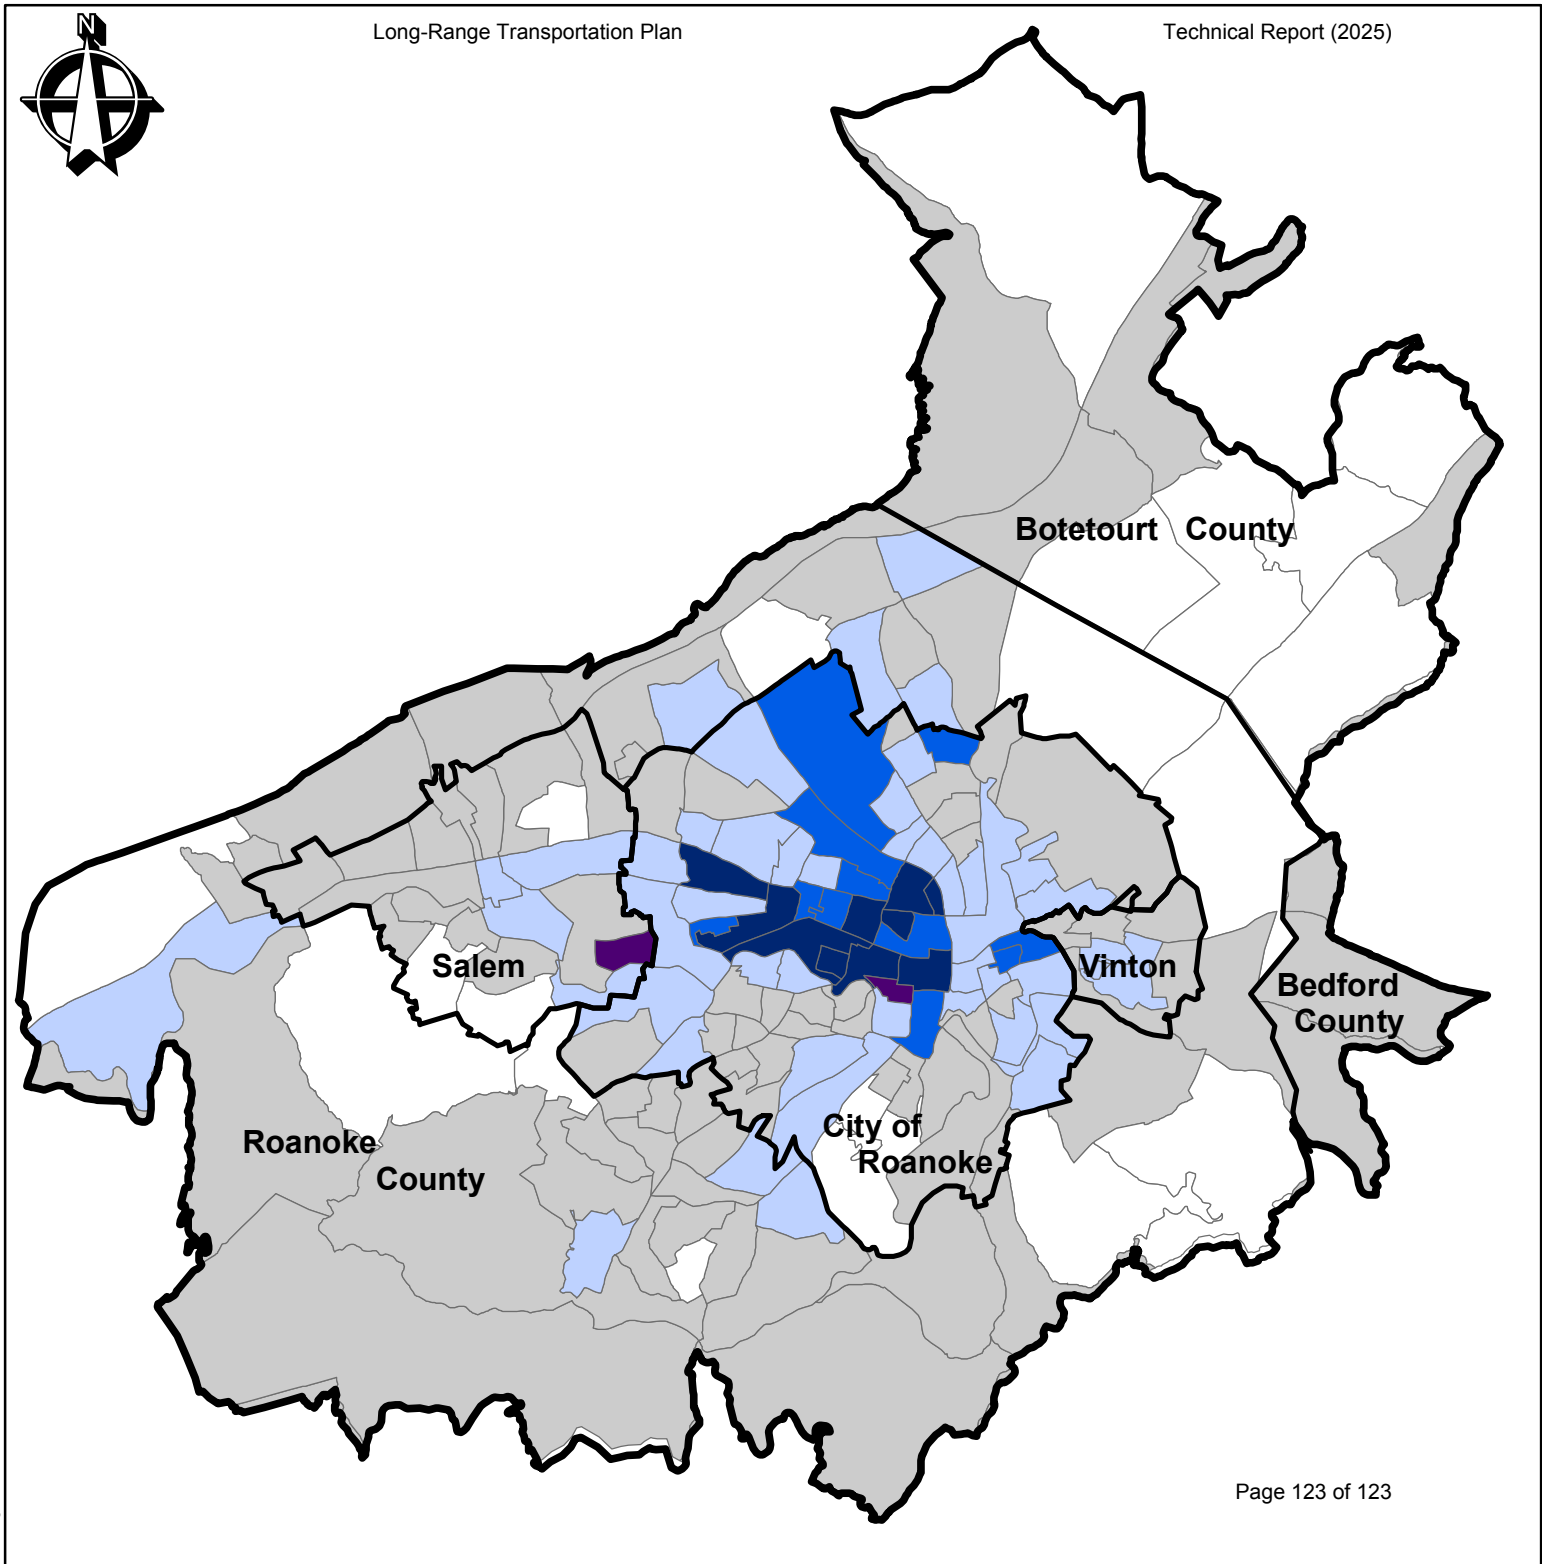 N
Long-Range Transportation Plan
Technical Report (2025)
Botetourt County
Salem
Vinton
Bedford
County
City of
Roanoke
Roanoke
County
Page 123 of 123